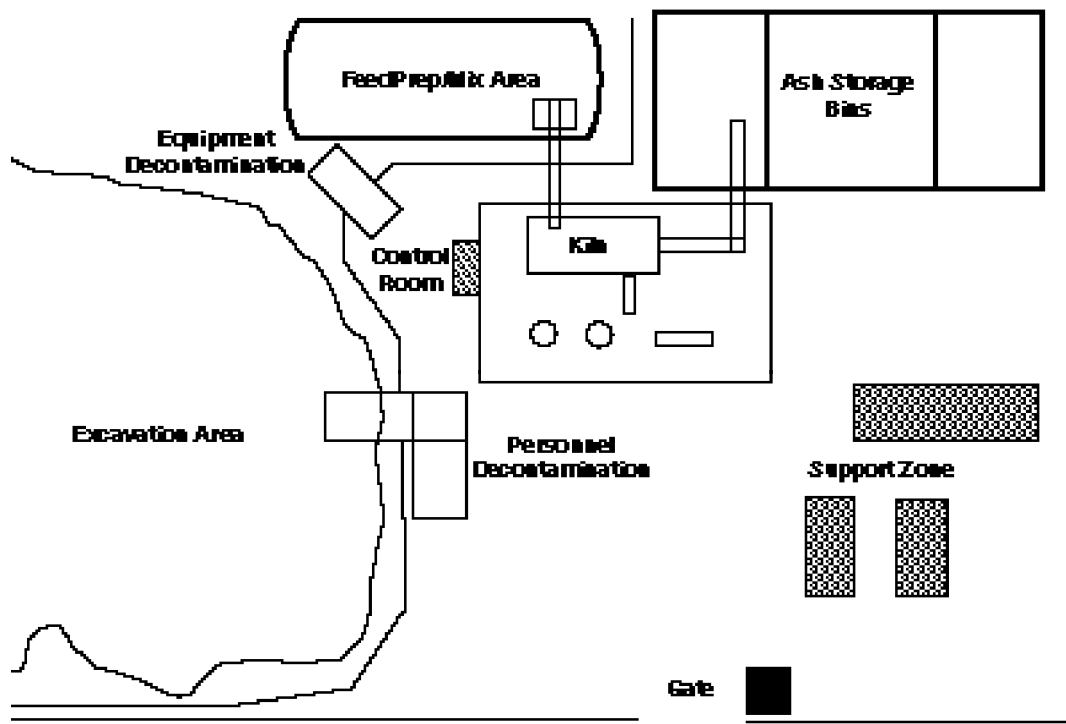 Feed Prep/Mix Area
Ash Storage
Bins
Equipment
Decontamination
Control
Room
Kiln
Excavation Area
Personnel
Decontamination
Support Zone
Gate